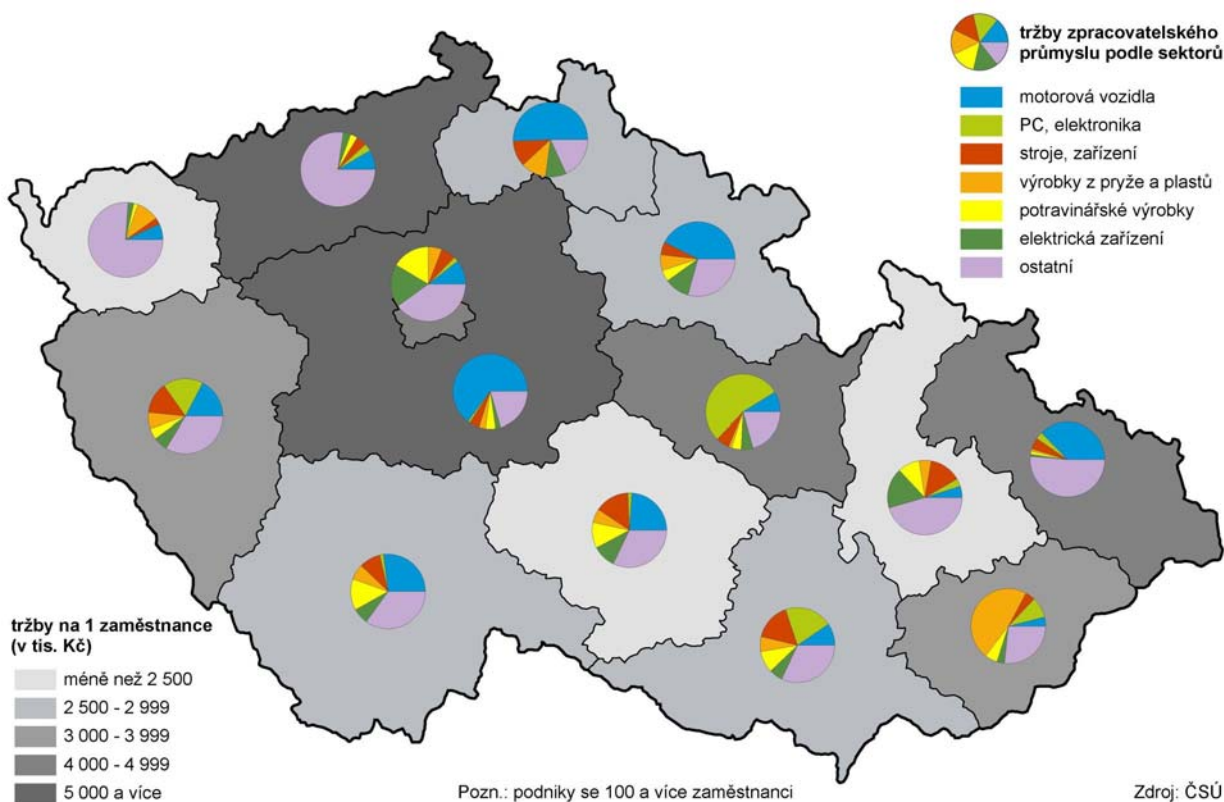 tržby zpracovatelského
průmyslu podle sektorů
motorová vozidla
PC, elektronika
stroje, zařízení
výrobky z pryže a plastů
potravinářské výrobky
elektrická zařízení
ostatní
tržby na 1 zaměstnance
(v tis. Kč)
méně než 2 500
2 500 - 2 999
3 000 - 3 999
4 000 - 4 999
5 000 a více
Pozn.: podniky se 100 a více zaměstnanci
Zdroj: ČSÚ